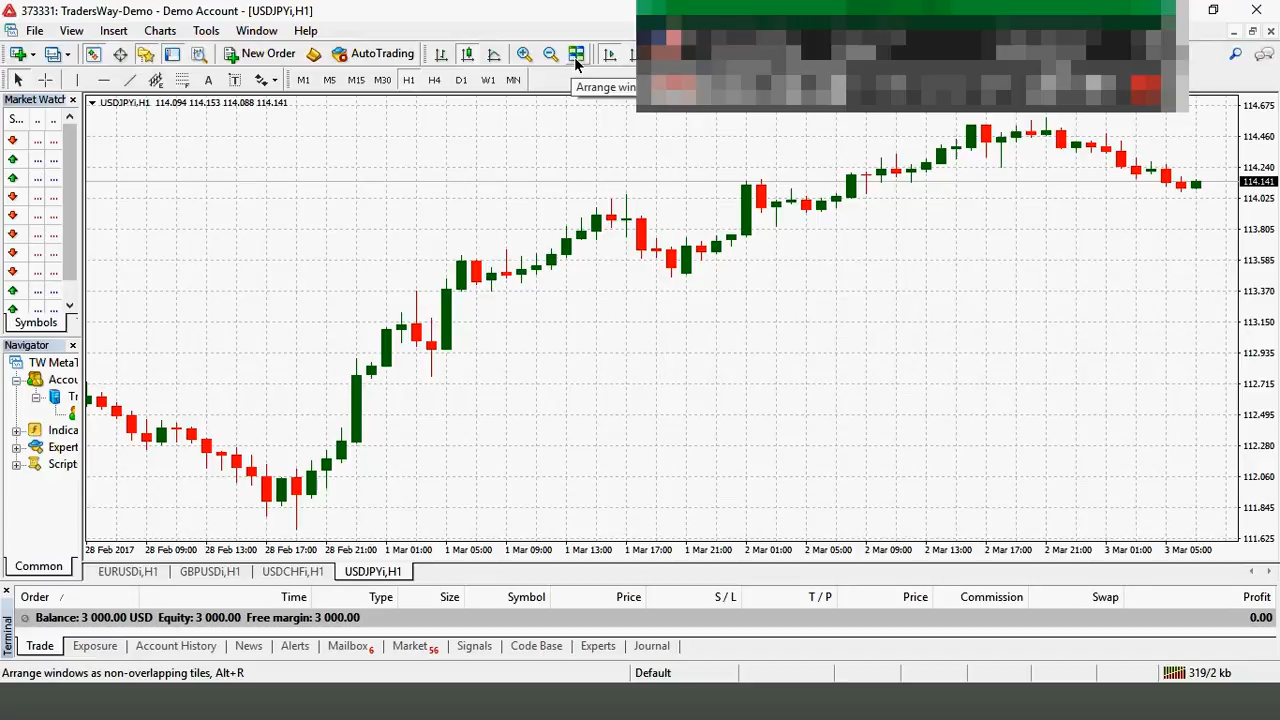 373331: TradersWay-Demo - Demo Account - [USDJPYi,H1]
File View Insert Charts Tools Window Help
New Order AutoTrading
A T M1 M5 M15 M30 H1 H4 D1 W1 MN
Arrange win
Market Watch
S... .. ..
... ...
... ...
... ...
... ...
... ...
... ...
... ...
... ...
... ...
... ...
Symbols
Navigator
TW MetaT
Accou
Tr
Indica
Expert
Script
Common
USDJPYi,H1 114.094 114.153 114.088 114.141
114.675
114.460
114.240
114.141
114.025
113.805
113.585
113.370
113.150
112.935
112.715
112.495
112.280
112.060
111.845
111.625
28 Feb 2017 28 Feb 09:00 28 Feb 13:00 28 Feb 17:00 28 Feb 21:00 1 Mar 01:00 1 Mar 05:00 1 Mar 09:00 1 Mar 13:00 1 Mar 17:00 1 Mar 21:00 2 Mar 01:00 2 Mar 05:00 2 Mar 09:00 2 Mar 13:00 2 Mar 17:00 2 Mar 21:00 3 Mar 01:00 3 Mar 05:00
EURUSDi,H1 GBPUSDi,H1 USDCHFi,H1 USDJPYi,H1
Terminal
Order / Time Type Size Symbol Price S / L T / P Price Commission Swap Profit
Balance: 3 000.00 USD Equity: 3 000.00 Free margin: 3 000.00 0.00
Trade Exposure Account History News Alerts Mailbox 6 Market 56 Signals Code Base Experts Journal
Arrange windows as non-overlapping tiles, Alt+R Default 319/2 kb